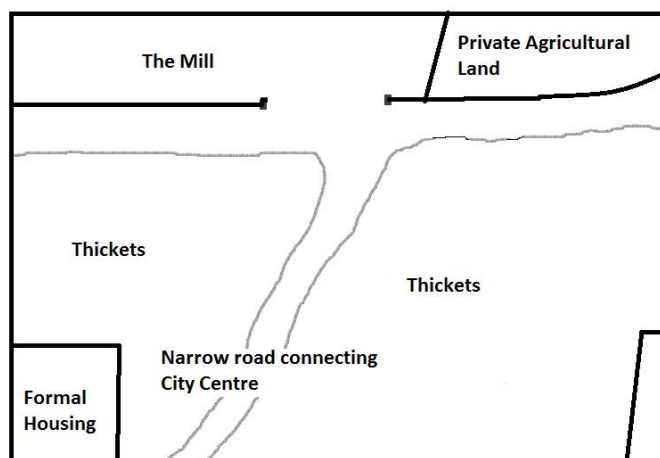 The Mill
Private Agricultural
Land
Thickets
Thickets
Narrow road connecting
City Centre
Formal
Housing